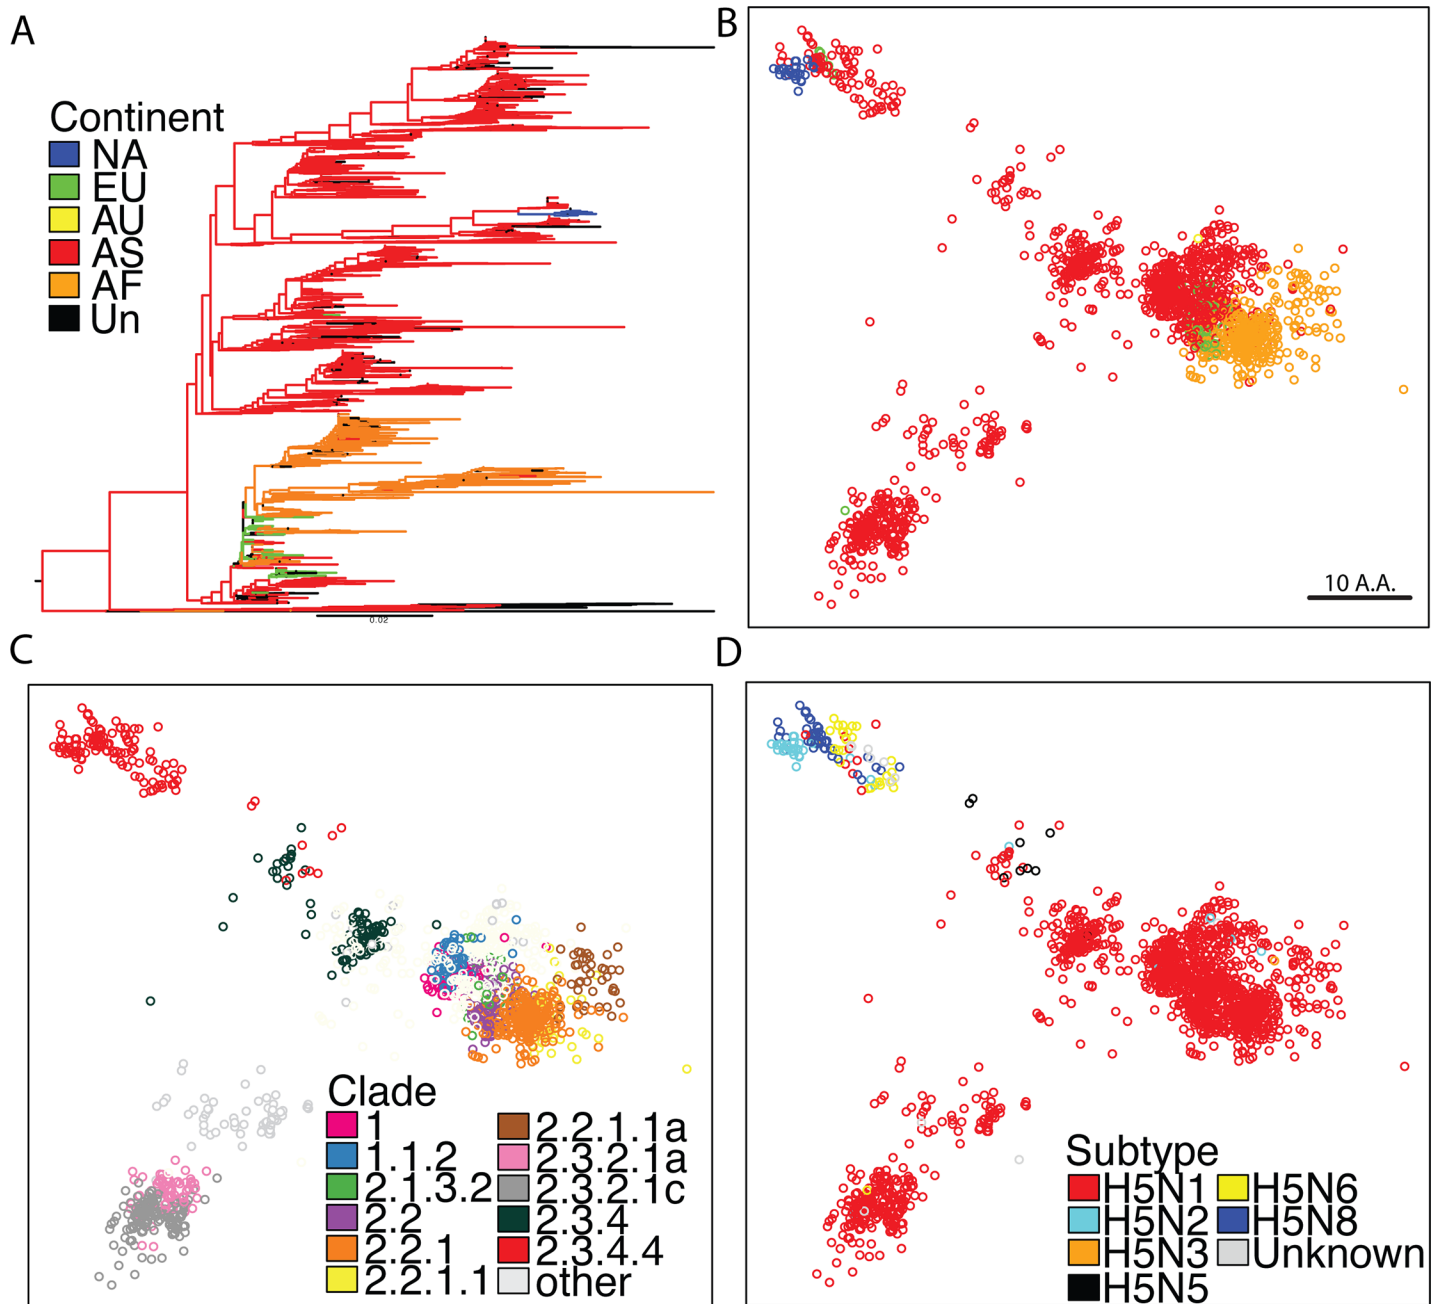 A
Continent
NA
EU
AU
AS
AF
Un
0.02
B
10 A.A.
C
Clade
1
1.1.2
2.1.3.2
2.2
2.2.1
2.2.1.1
2.2.1.1a
2.3.2.1a
2.3.2.1c
2.3.4
2.3.4.4
other
D
Subtype
H5N1
H5N2
H5N3
H5N5
H5N6
H5N8
Unknown